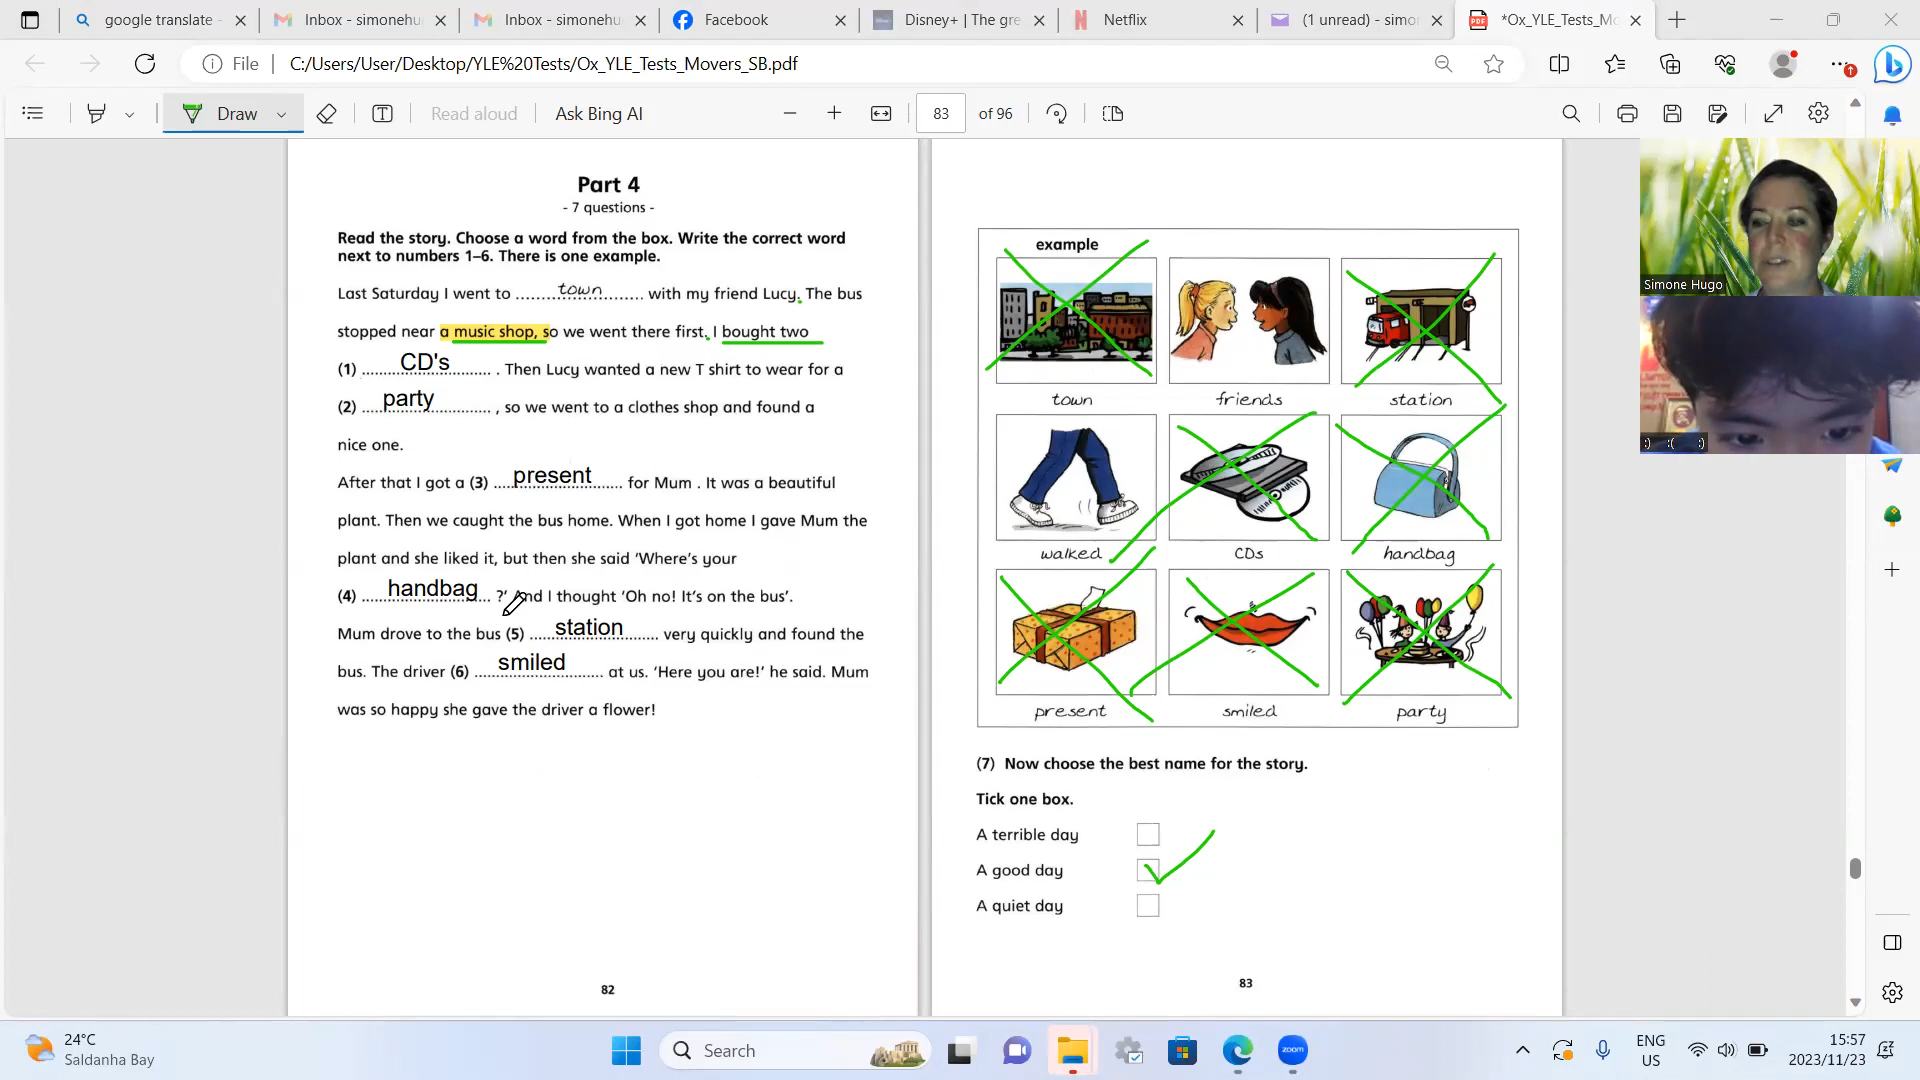 google translate -
Inbox - simonehu
Inbox - simonehu
Facebook
Disney+ | The gre
Netflix
(1 unread) - simo
*Ox_YLE_Tests_Mo
File
C:/Users/User/Desktop/YLE%20Tests/Ox_YLE_Tests_Movers_SB.pdf
Draw
Read aloud
Ask Bing AI
83
of 96
Part 4
- 7 questions -
Read the story. Choose a word from the box. Write the correct word
next to numbers 1–6. There is one example.
Last Saturday I went to town with my friend Lucy. The bus
stopped near a music shop, so we went there first. I bought two
(1) CD's . Then Lucy wanted a new T shirt to wear for a
(2) party , so we went to a clothes shop and found a
nice one.
After that I got a (3) present for Mum . It was a beautiful
plant. Then we caught the bus home. When I got home I gave Mum the
plant and she liked it, but then she said ‘Where’s your
(4) handbag ?’ And I thought ‘Oh no! It’s on the bus’.
Mum drove to the bus (5) station very quickly and found the
bus. The driver (6) smiled at us. ‘Here you are!’ he said. Mum
was so happy she gave the driver a flower!
82
example
town
friends
station
walked
CDs
handbag
present
smiled
party
(7) Now choose the best name for the story.
Tick one box.
A terrible day
A good day
A quiet day
83
Simone Hugo
:) :( :)
24°C
Saldanha Bay
Search
zoom
ENG
US
15:57
2023/11/23